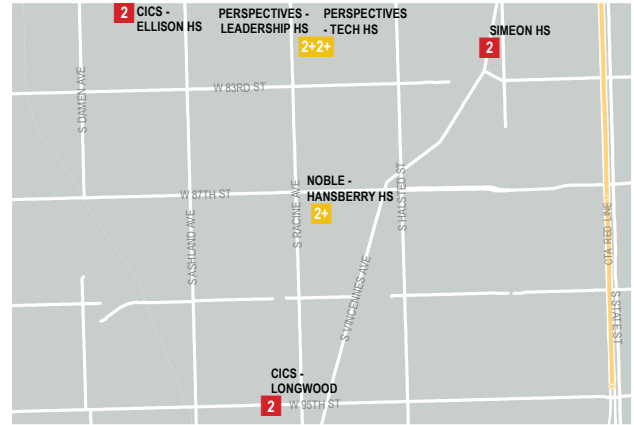 2
CICS -
ELLISON HS
PERSPECTIVES -
LEADERSHIP HS
PERSPECTIVES
- TECH HS
2+2+
SIMEON HS
2
S DAMEN AVE
W 83RD ST
W 87TH ST
NOBLE -
HANSBERRY HS
2+
S ASHLAND AVE
S RACINE AVE
S HALSTED ST
S VINCENNES AVE
CTA RED LINE
S STATE ST
CICS -
LONGWOOD
2
W 95TH ST